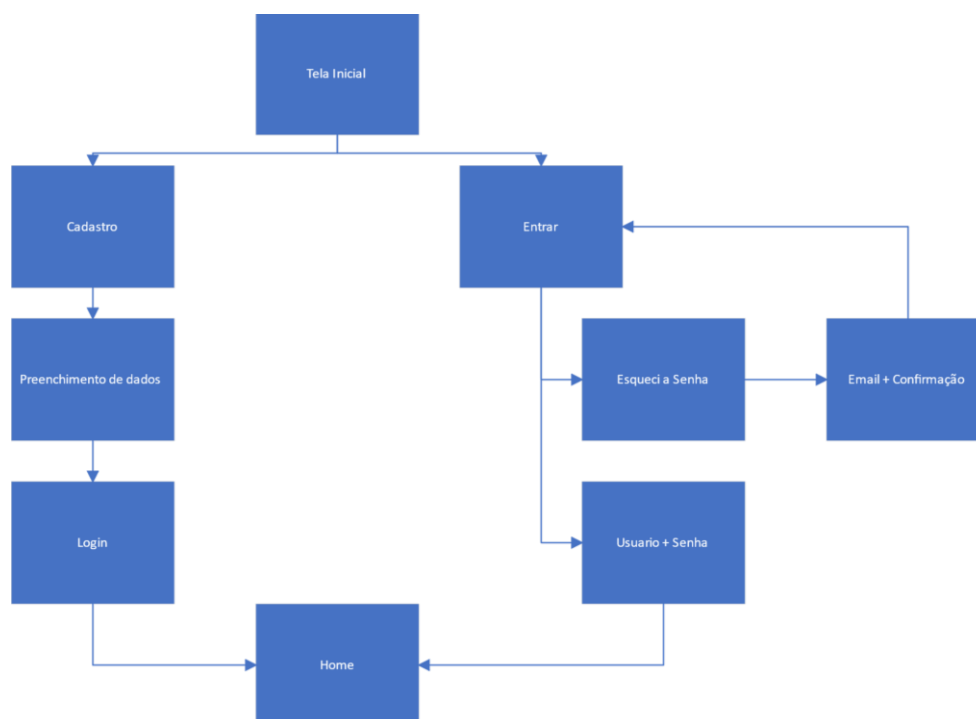 Tela Inicial
Cadastro
Entrar
Preenchimento de dados
Esqueci a Senha
Email + Confirmação
Login
Usuario + Senha
Home